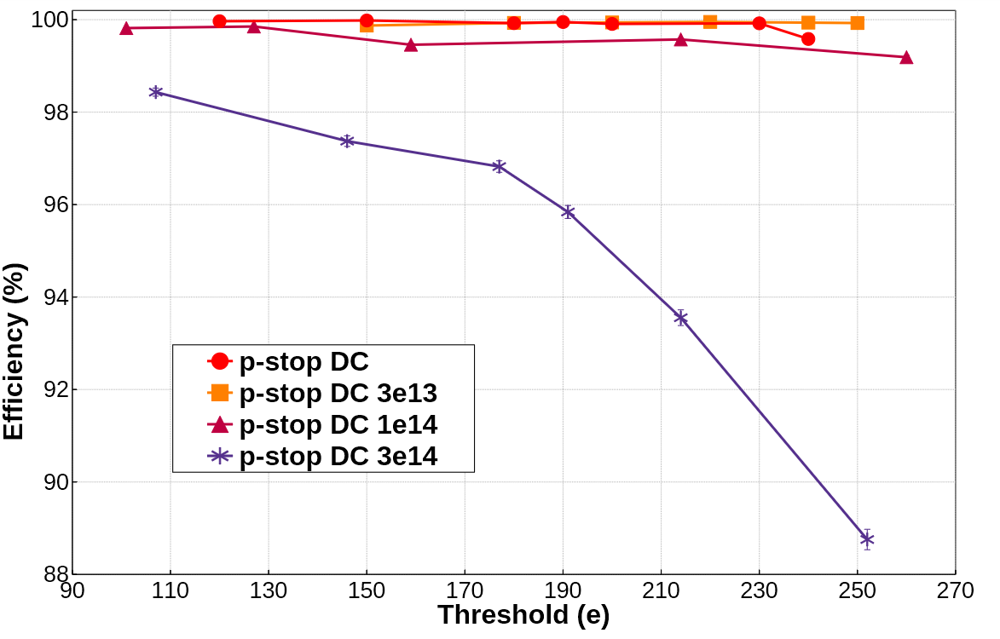 100
98
96
94
92
90
88
Efficiency (%)
p-stop DC
p-stop DC 3e13
p-stop DC 1e14
p-stop DC 3e14
90 110 130 150 170 190 210 230 250 270
Threshold (e)